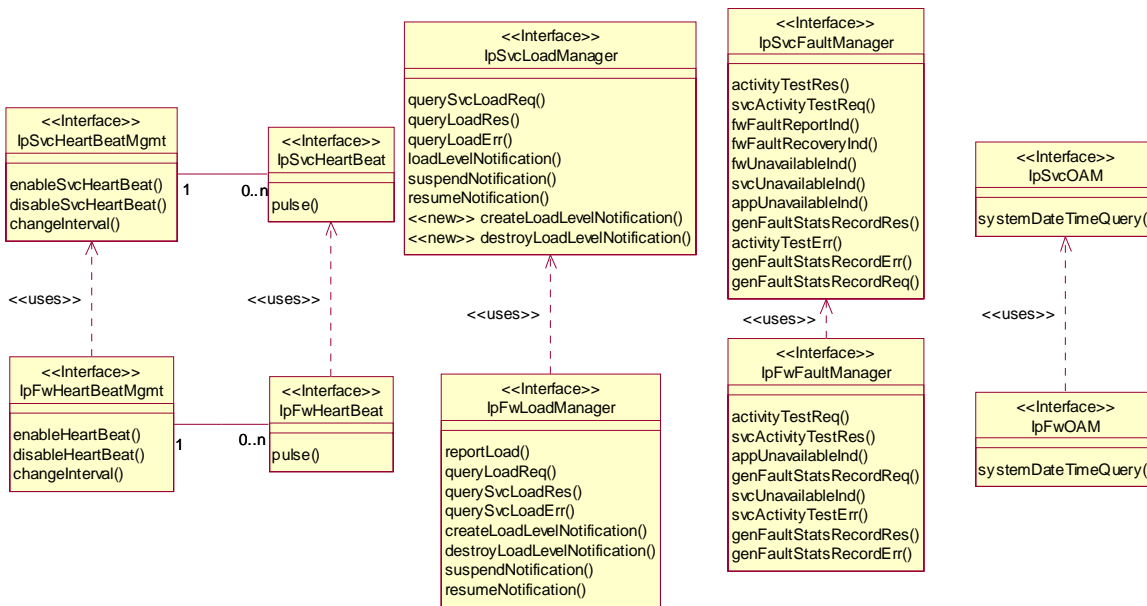 <<Interface>>
IpSvcHeartBeatMgmt
enableSvcHeartBeat()
disableSvcHeartBeat()
changeInterval()
1
0..n
<<Interface>>
IpSvcHeartBeat
pulse()
<<Interface>>
IpSvcLoadManager
querySvcLoadReq()
queryLoadRes()
queryLoadErr()
loadLevelNotification()
suspendNotification()
resumeNotification()
<<new>> createLoadLevelNotification()
<<new>> destroyLoadLevelNotification()
<<Interface>>
IpSvcFaultManager
activityTestRes()
svcActivityTestReq()
fwFaultReportInd()
fwFaultRecoveryInd()
fwUnavailableInd()
svcUnavailableInd()
appUnavailableInd()
genFaultStatsRecordRes()
activityTestErr()
genFaultStatsRecordErr()
genFaultStatsRecordReq()
<<Interface>>
IpSvcOAM
systemDateTimeQuery()
<<uses>>
<<uses>>
<<uses>>
<<uses>>
<<uses>>
<<Interface>>
IpFwHeartBeatMgmt
enableHeartBeat()
disableHeartBeat()
changeInterval()
1
0..n
<<Interface>>
IpFwHeartBeat
pulse()
<<Interface>>
IpFwLoadManager
reportLoad()
queryLoadReq()
querySvcLoadRes()
querySvcLoadErr()
createLoadLevelNotification()
destroyLoadLevelNotification()
suspendNotification()
resumeNotification()
<<Interface>>
IpFwFaultManager
activityTestReq()
svcActivityTestRes()
appUnavailableInd()
genFaultStatsRecordReq()
svcUnavailableInd()
svcActivityTestErr()
genFaultStatsRecordRes()
genFaultStatsRecordErr()
<<Interface>>
IpFwOAM
systemDateTimeQuery()